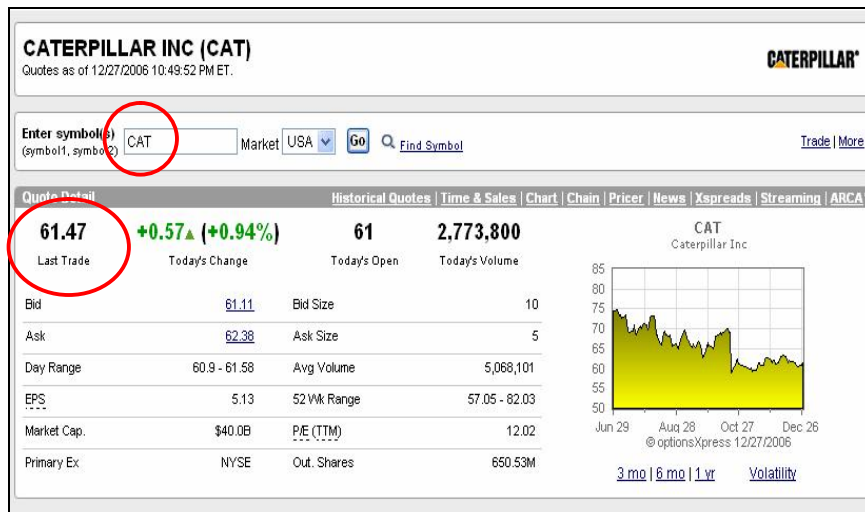 CATERPILLAR INC (CAT)
Quotes as of 12/27/2006 10:49:52 PM ET.
CATERPILLAR®
Enter symbol(s)
(symbol1, symbol2)
CAT
Market
USA
Go
Find Symbol
Trade | More
Quote Detail
Historical Quotes | Time & Sales | Chart | Chain | Pricer | News | Xspreads | Streaming | ARCA
61.47 +0.57▲ (+0.94%) 61 2,773,800
Last Trade Today's Change Today's Open Today's Volume
Bid 61.11 Bid Size 10
Ask 62.38 Ask Size 5
Day Range 60.9 - 61.58 Avg Volume 5,068,101
EPS 5.13 52 Wk Range 57.05 - 82.03
Market Cap. $40.0B P/E (TTM) 12.02
Primary Ex NYSE Out. Shares 650.53M
CAT
Caterpillar Inc
85
80
75
70
65
60
55
50
Jun 29 Aug 28 Oct 27 Dec 26
© optionsXpress 12/27/2006
3 mo | 6 mo | 1 yr Volatility